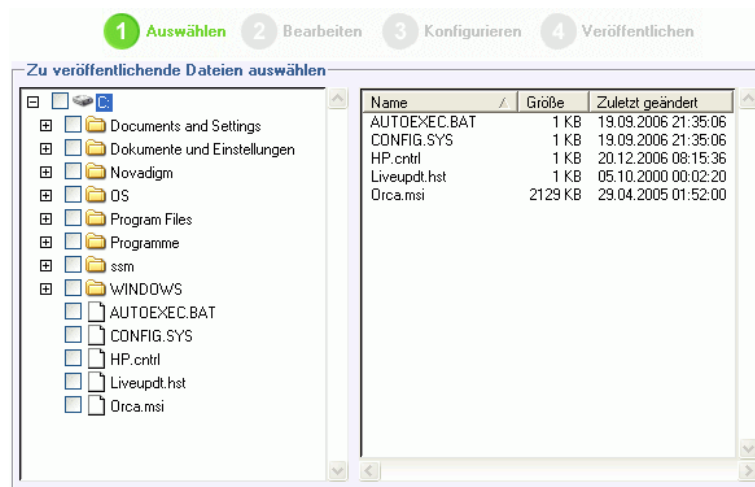 1 Auswählen 2 Bearbeiten 3 Konfigurieren 4 Veröffentlichen
Zu veröffentlichende Dateien auswählen
C:
Documents and Settings
Dokumente und Einstellungen
Novadigm
OS
Program Files
Programme
ssm
WINDOWS
AUTOEXEC.BAT
CONFIG.SYS
HP.cntrl
Liveupdt.hst
Orca.msi
Name Größe Zuletzt geändert
AUTOEXEC.BAT 1 KB 19.09.2006 21:35:06
CONFIG.SYS 1 KB 19.09.2006 21:35:06
HP.cntrl 1 KB 20.12.2006 08:15:36
Liveupdt.hst 1 KB 05.10.2000 00:02:20
Orca.msi 2129 KB 29.04.2005 01:52:00